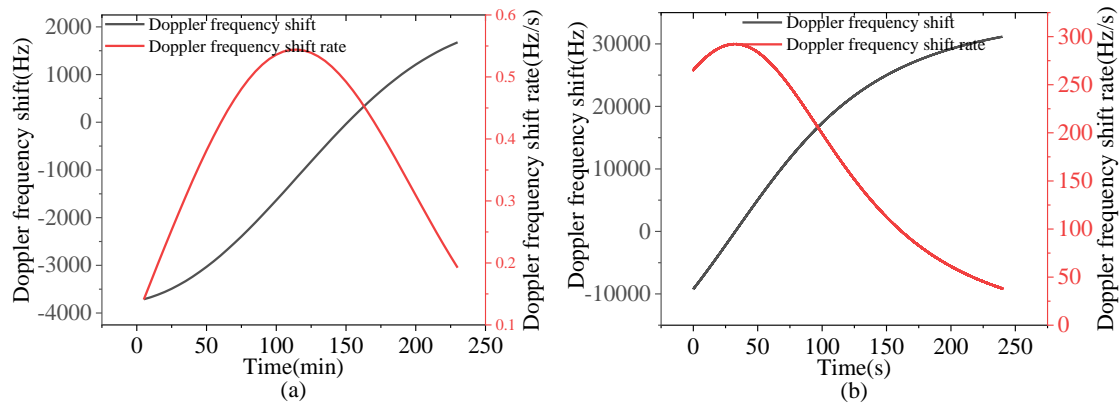 Doppler frequency shift
Doppler frequency shift rate
Doppler frequency shift(Hz)
2000
1000
0
-1000
-2000
-3000
-4000
0.6
0.5
0.4
0.3
0.2
0.1
Doppler frequency shift rate(Hz/s)
0 50 100 150 200 250
Time(min)
(a)
Doppler frequency shift
Doppler frequency shift rate
Doppler frequency shift(Hz)
30000
20000
10000
0
-10000
300
250
200
150
100
50
0
Doppler frequency shift rate(Hz/s)
0 50 100 150 200 250
Time(s)
(b)